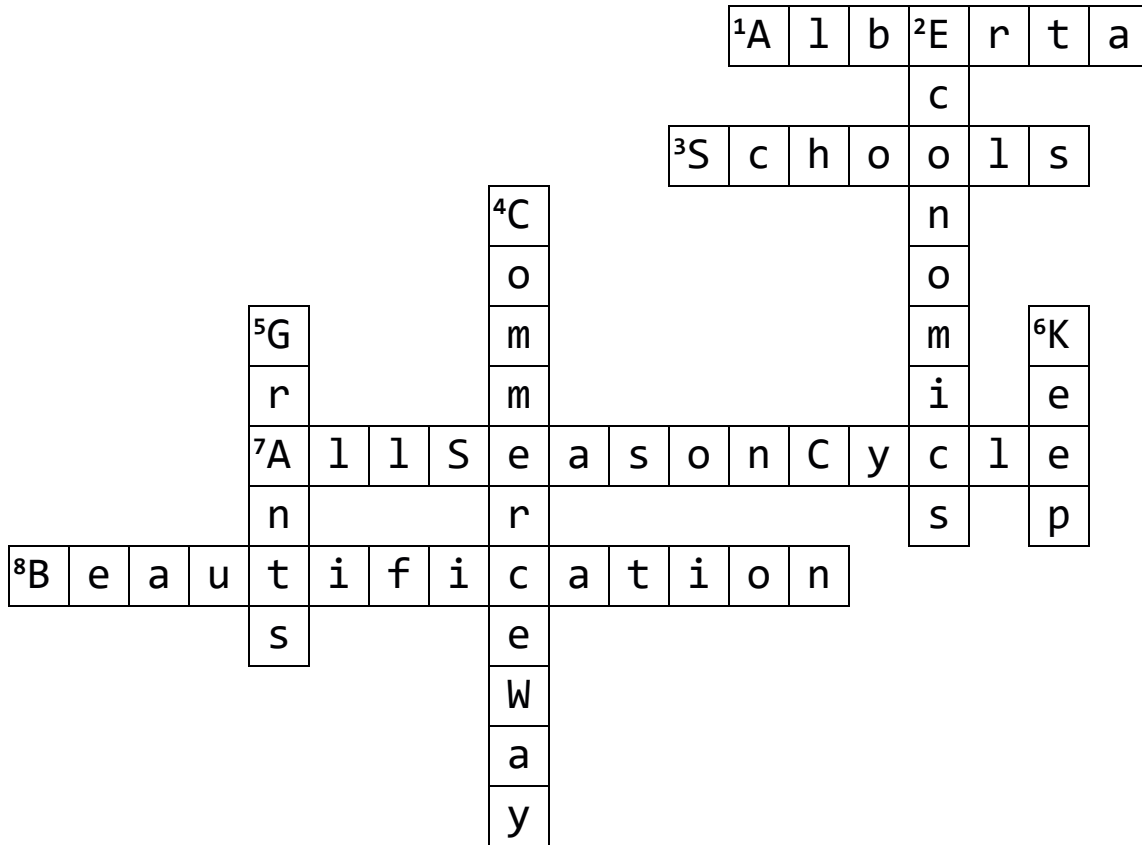 1Alb2Erta
c
3Schools
4C n
o o
5G m m 6K
r m i e
7AllSeasonCycle
n r s p
8Beautification
s e
W
a
y